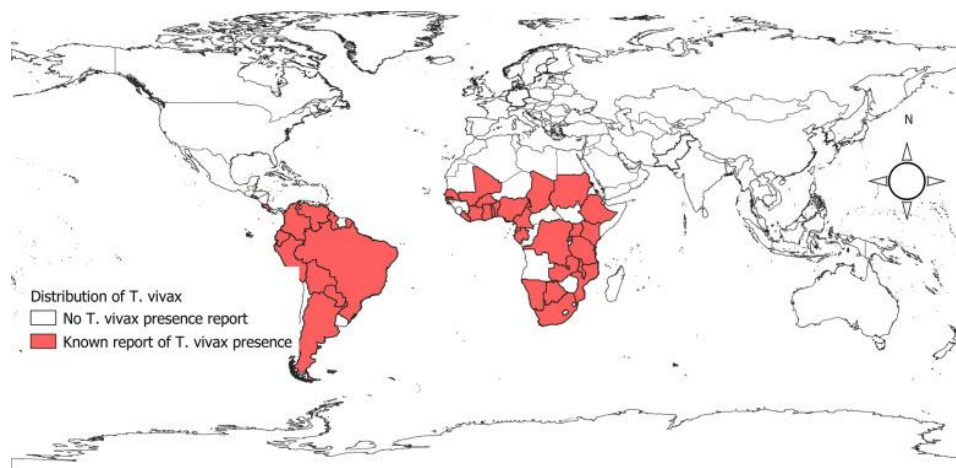 N
Distribution of T. vivax
No T. vivax presence report
Known report of T. vivax presence